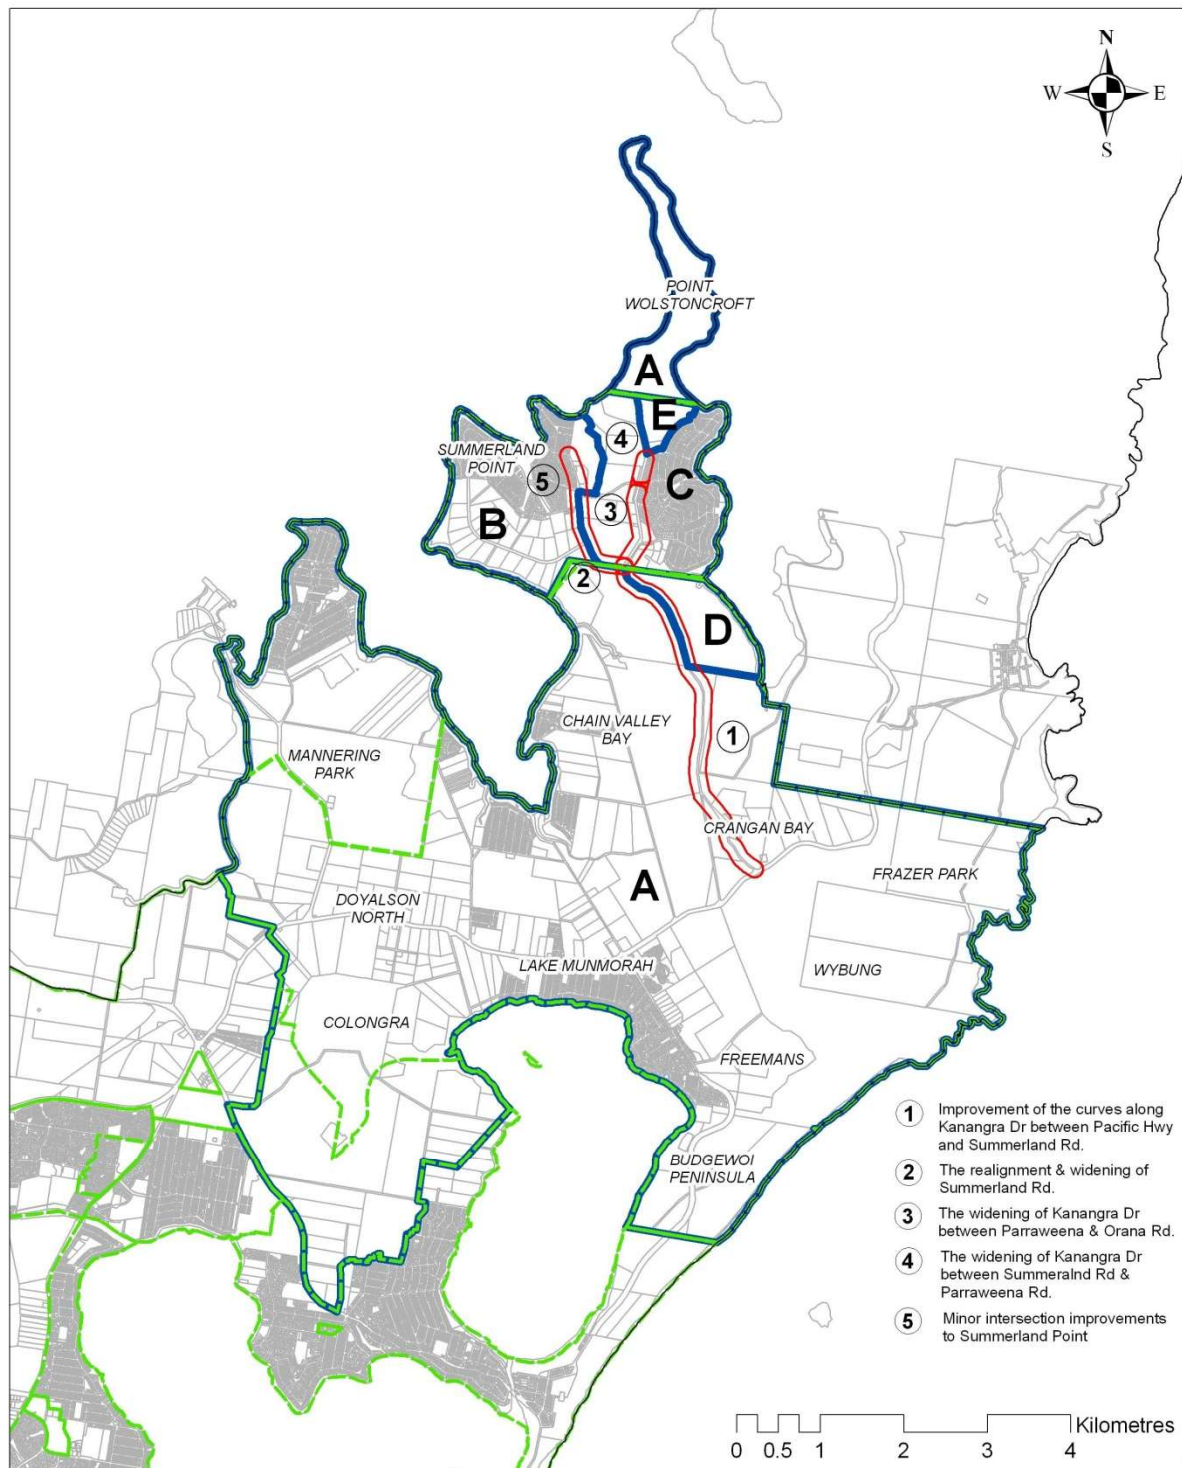 N
W E
S
POINT
WOLSTONCROFT
A
E
4
SUMMERLAND
POINT
5
C
3
B
2
D
CHAIN VALLEY
BAY
1
MANNERING
PARK
CRANGAN BAY
FRAZER PARK
A
DOYALSON
NORTH
LAKE MUNMORAH
WYBUNG
COLONGRA
FREEMANS
BUDGEWOI
PENINSULA
1 Improvement of the curves along
Kanangra Dr between Pacific Hwy
and Summerland Rd.
2 The realignment & widening of
Summerland Rd.
3 The widening of Kanangra Dr
between Parraweena & Orana Rd.
4 The widening of Kanangra Dr
between Summeralnd Rd &
Parraweena Rd.
5 Minor intersection improvements
to Summerland Point
Kilometres
0 0.5 1 2 3 4